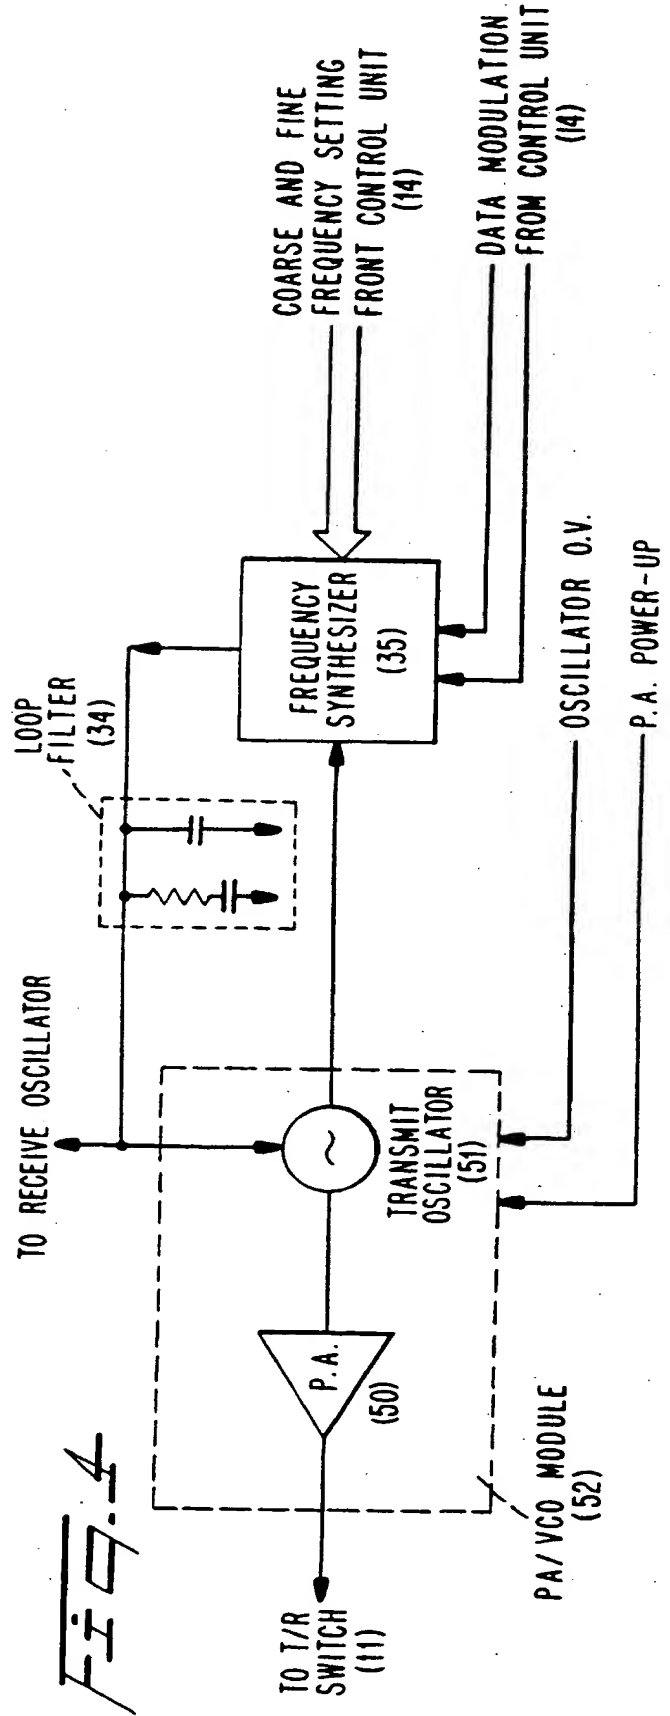 Fig. 4
TO T/R
SWITCH
(11)
PA/VCO MODULE
(52)
P.A.
(50)
TO RECEIVE OSCILLATOR
TRANSMIT
OSCILLATOR
(51)
~
LOOP
FILTER
(34)
FREQUENCY
SYNTHESIZER
(35)
COARSE AND FINE
FREQUENCY SETTING
FRONT CONTROL UNIT
(14)
DATA MODULATION
FROM CONTROL UNIT
(14)
OSCILLATOR O.V.
P.A. POWER-UP